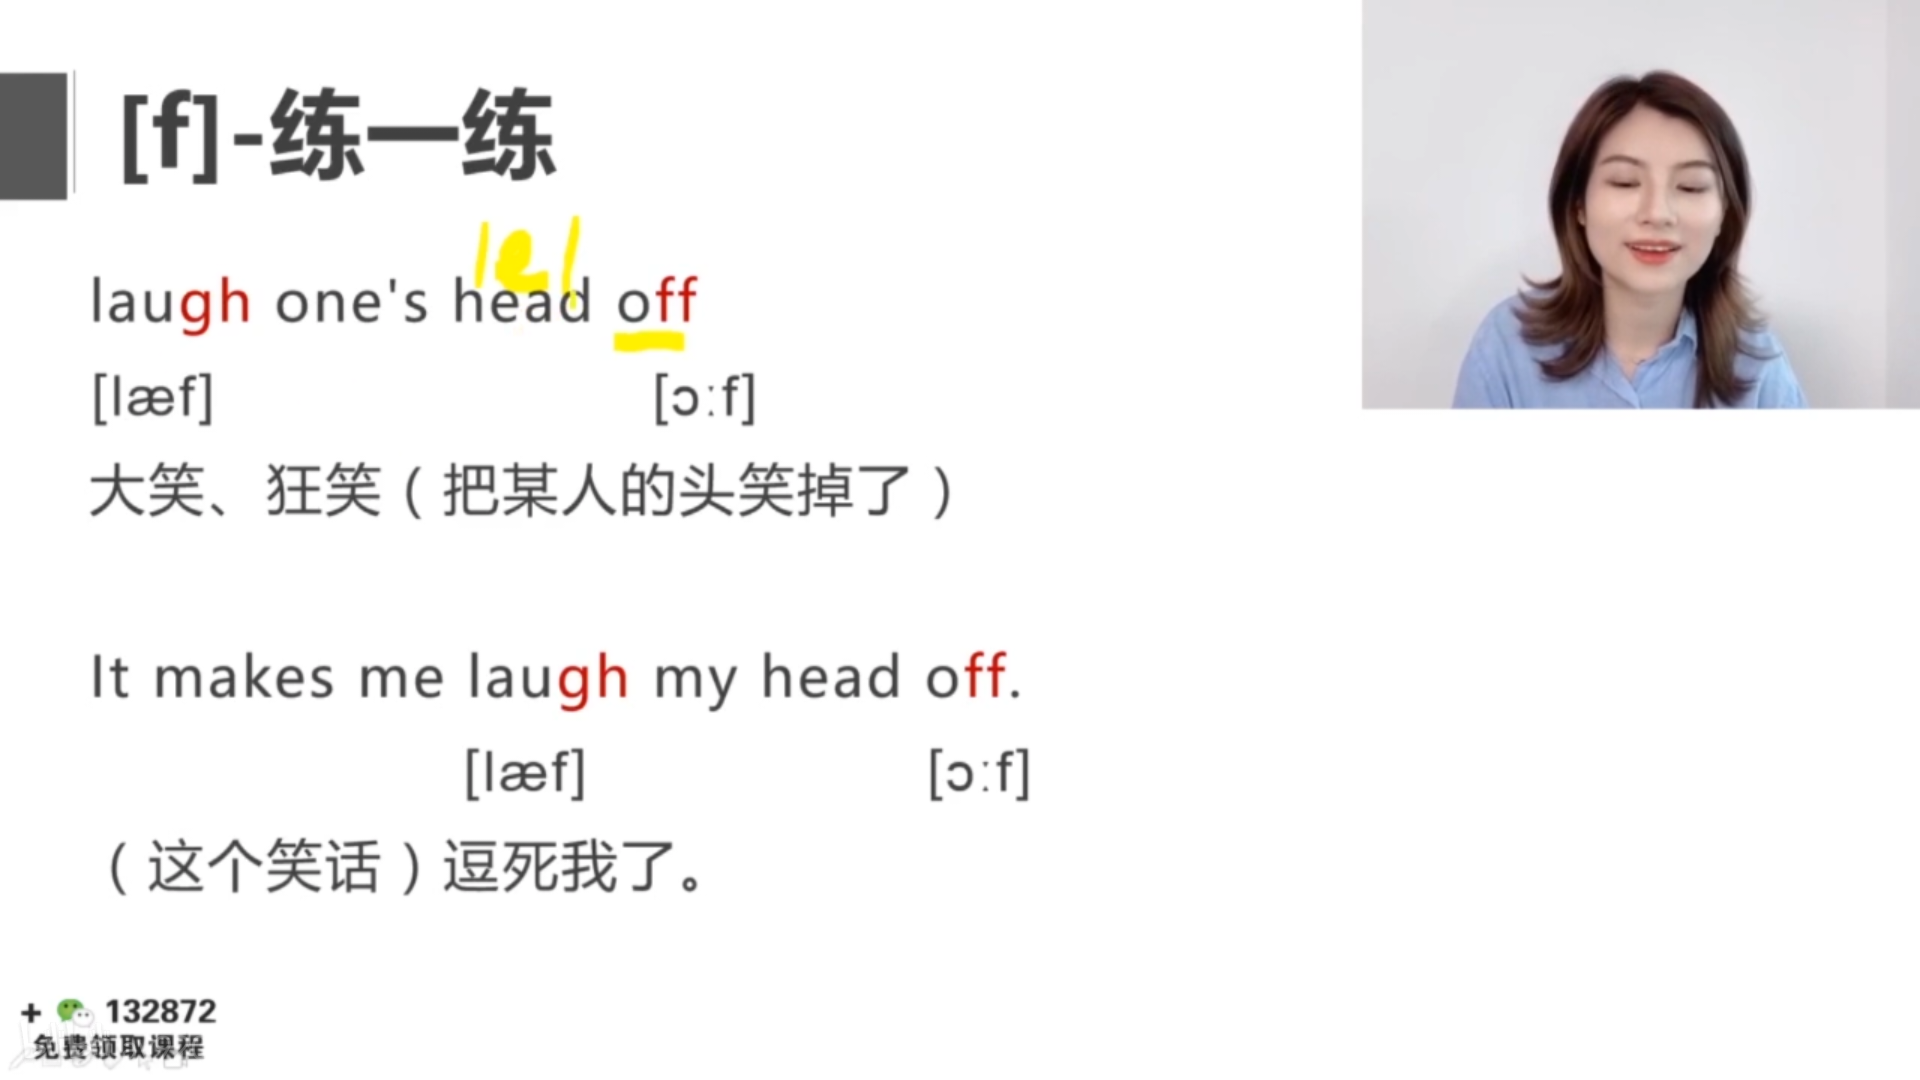 [f]-练一练
/e/
laugh one's head off
[læf] [ɔːf]
大笑、狂笑（把某人的头笑掉了）
It makes me laugh my head off.
[læf] [ɔːf]
（这个笑话）逗死我了。
+ 132872
免费领取课程